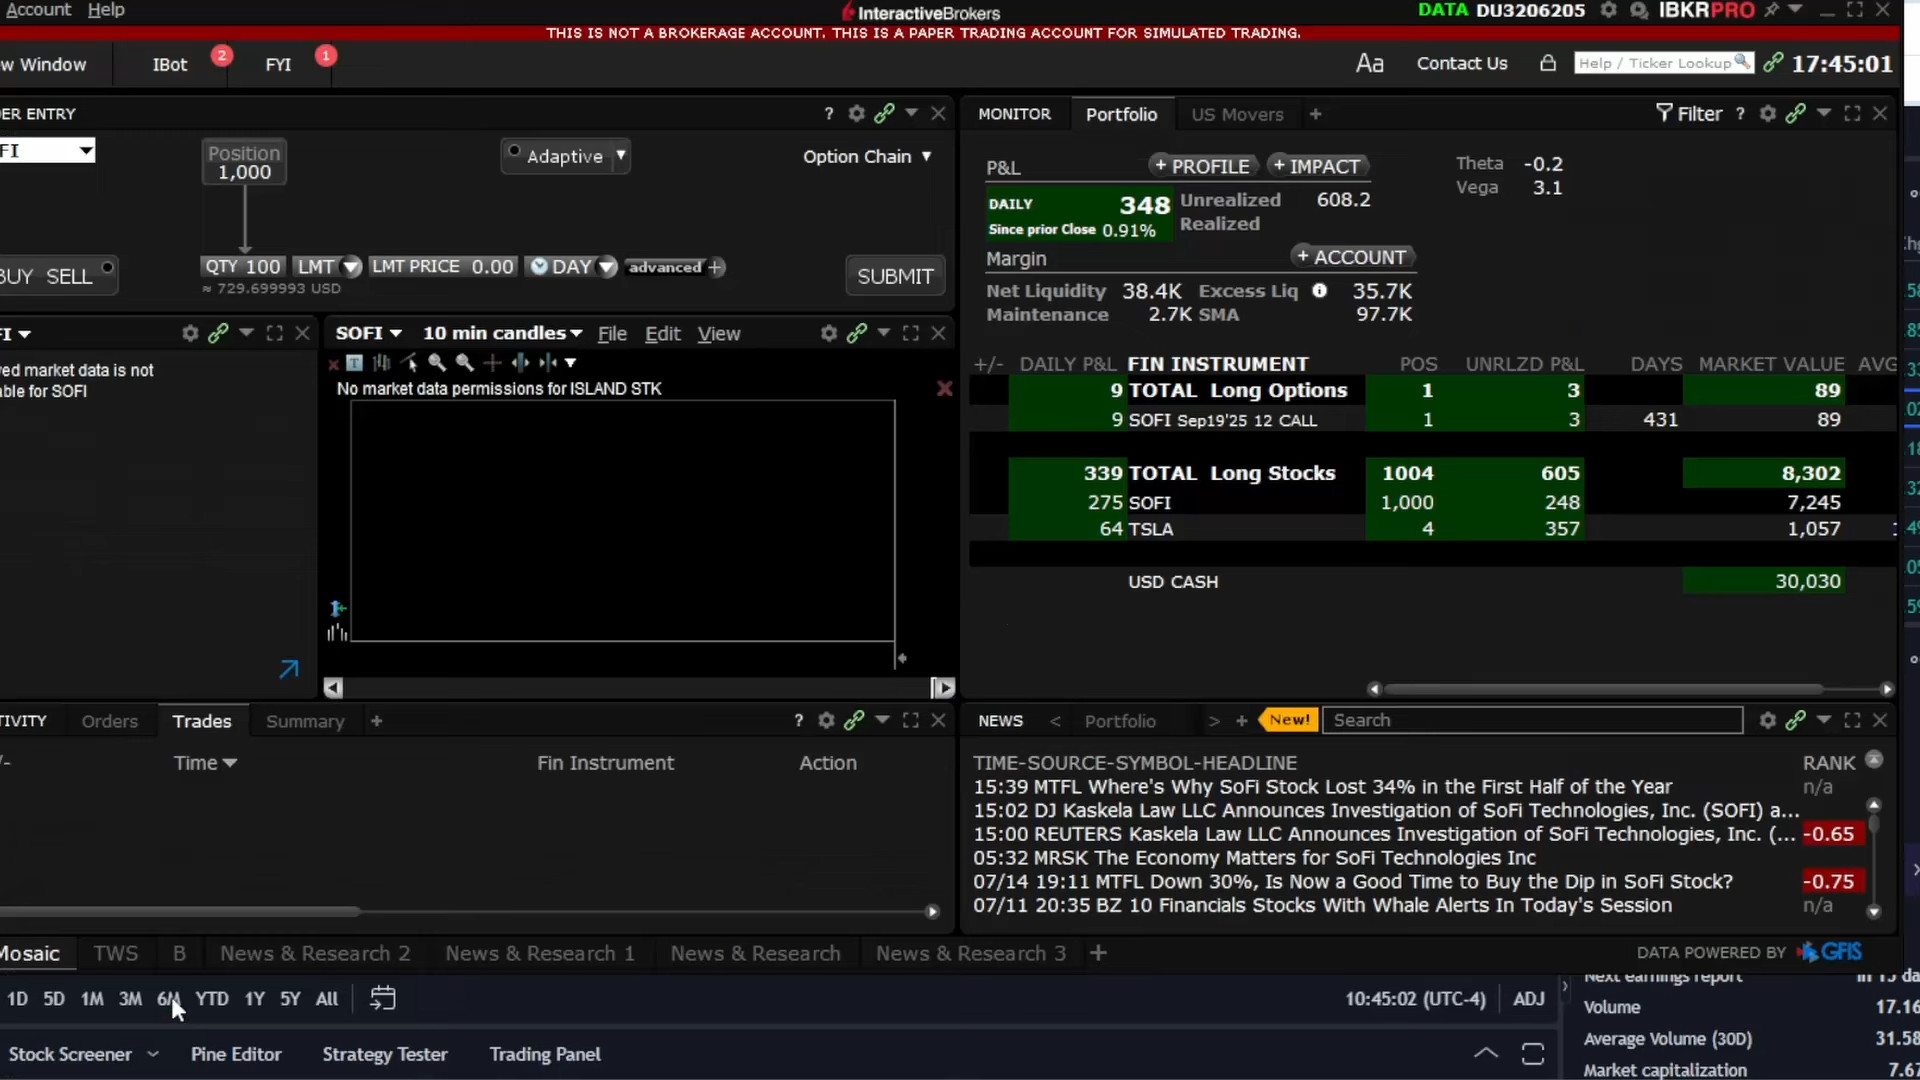 Account Help
InteractiveBrokers
DATA DU3206205 IBKRPRO
THIS IS NOT A BROKERAGE ACCOUNT. THIS IS A PAPER TRADING ACCOUNT FOR SIMULATED TRADING.
w Window IBot 2 FYI 1 Aa Contact Us Help / Ticker Lookup 17:45:01
ER ENTRY ?
FI Position 1,000 Adaptive Option Chain
BUY SELL QTY 100 LMT LMT PRICE 0.00 DAY advanced + SUBMIT
≈ 729.699993 USD
MONITOR Portfolio US Movers + Filter ?
P&L + PROFILE + IMPACT Theta -0.2
Vega 3.1
DAILY 348 Unrealized 608.2
Since prior Close 0.91% Realized
Margin + ACCOUNT
Net Liquidity 38.4K Excess Liq 35.7K
Maintenance 2.7K SMA 97.7K
+/- DAILY P&L FIN INSTRUMENT POS UNRLZD P&L DAYS MARKET VALUE AVG
9 TOTAL Long Options 1 3 89
9 SOFI Sep19'25 12 CALL 1 3 431 89
339 TOTAL Long Stocks 1004 605 8,302
275 SOFI 1,000 248 7,245
64 TSLA 4 357 1,057
USD CASH 30,030
FI
ed market data is not
able for SOFI
SOFI 10 min candles File Edit View
No market data permissions for ISLAND STK
TIVITY Orders Trades Summary + ?
/- Time Fin Instrument Action
NEWS < Portfolio > + New! Search
TIME-SOURCE-SYMBOL-HEADLINE RANK
15:39 MTFL Where's Why SoFi Stock Lost 34% in the First Half of the Year n/a
15:02 DJ Kaskela Law LLC Announces Investigation of SoFi Technologies, Inc. (SOFI) a...
15:00 REUTERS Kaskela Law LLC Announces Investigation of SoFi Technologies, Inc. (... -0.65
05:32 MRSK The Economy Matters for SoFi Technologies Inc
07/14 19:11 MTFL Down 30%, Is Now a Good Time to Buy the Dip in SoFi Stock? -0.75
07/11 20:35 BZ 10 Financials Stocks With Whale Alerts In Today's Session n/a
Mosaic TWS B News & Research 2 News & Research 1 News & Research News & Research 3 + DATA POWERED BY GFIS
1D 5D 1M 3M 6M YTD 1Y 5Y All 10:45:02 (UTC-4) ADJ
Stock Screener Pine Editor Strategy Tester Trading Panel
Next earnings report In 15 da
Volume 17.16
Average Volume (30D) 31.58
Market capitalization 7.67